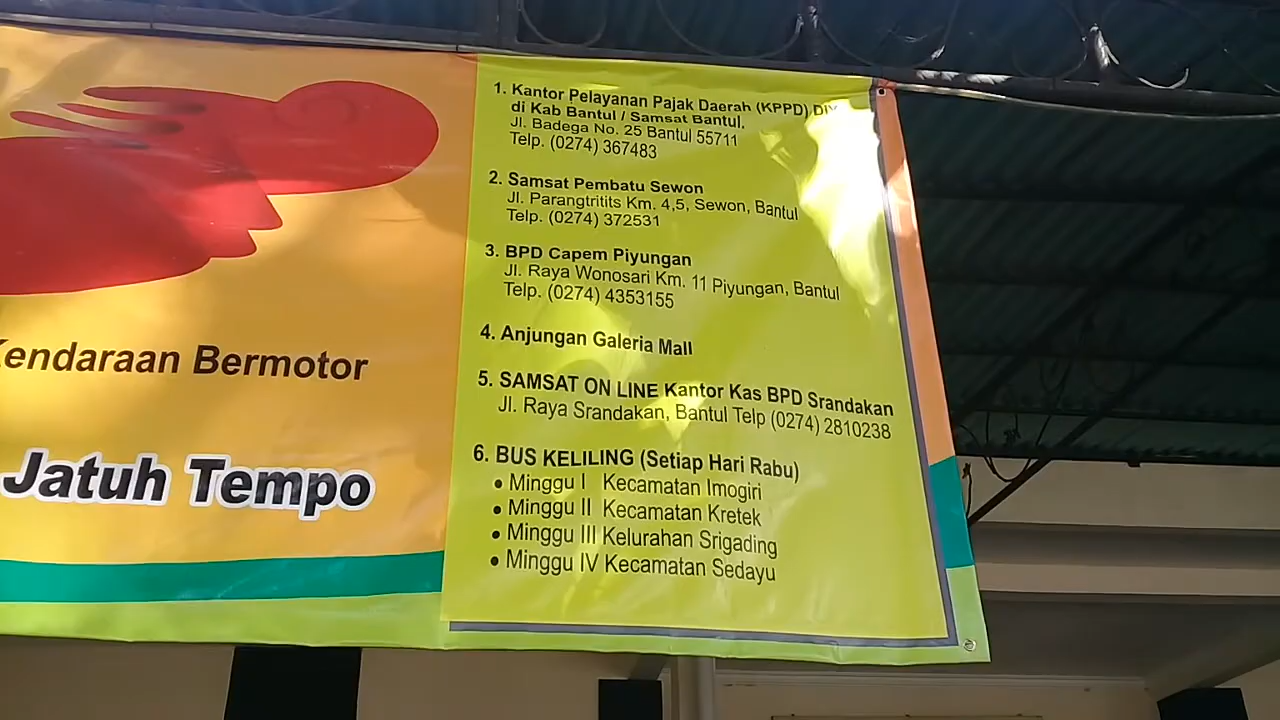 Kendaraan Bermotor
Jatuh Tempo
1. Kantor Pelayanan Pajak Daerah (KPPD) DIY
di Kab Bantul / Samsat Bantul.
Jl. Badega No. 25 Bantul 55711
Telp. (0274) 367483
2. Samsat Pembatu Sewon
Jl. Parangtritits Km. 4,5, Sewon, Bantul
Telp. (0274) 372531
3. BPD Capem Piyungan
Jl. Raya Wonosari Km. 11 Piyungan, Bantul
Telp. (0274) 4353155
4. Anjungan Galeria Mall
5. SAMSAT ON LINE Kantor Kas BPD Srandakan
Jl. Raya Srandakan, Bantul Telp (0274) 2810238
6. BUS KELILING (Setiap Hari Rabu)
• Minggu I Kecamatan Imogiri
• Minggu II Kecamatan Kretek
• Minggu III Kelurahan Srigading
• Minggu IV Kecamatan Sedayu